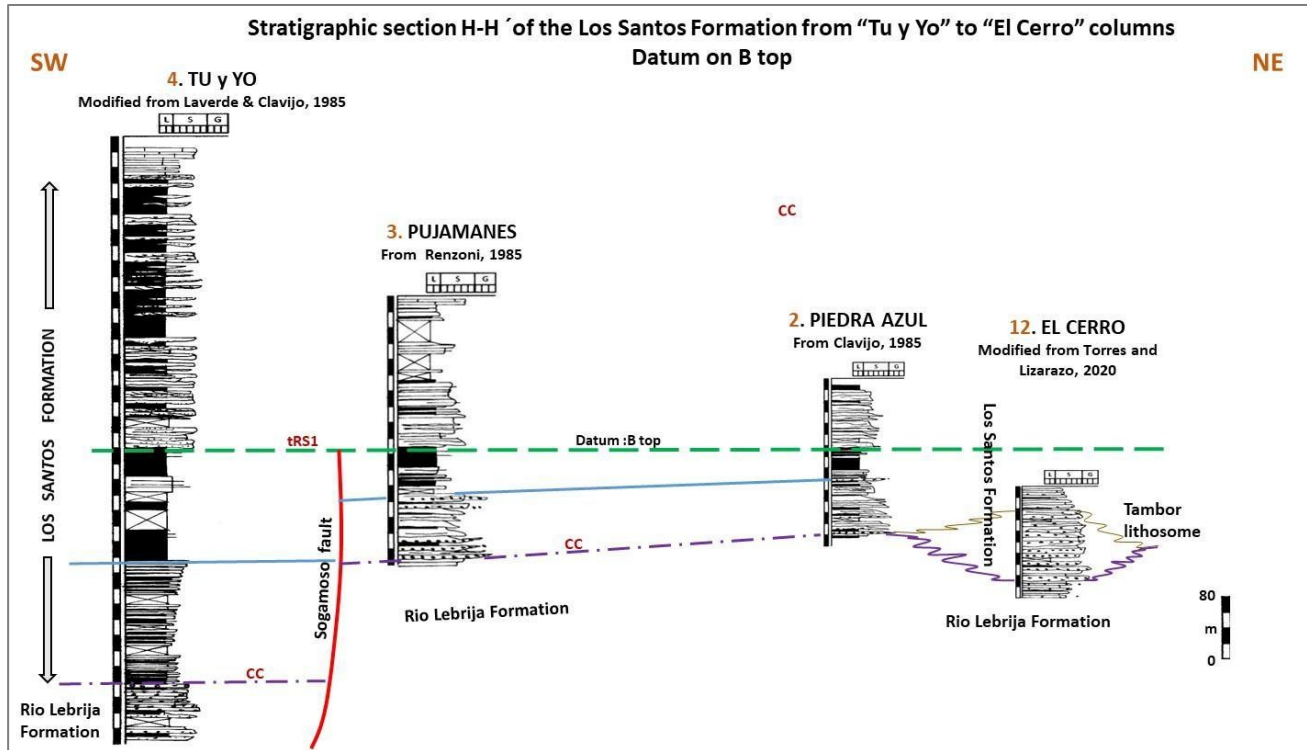 Stratigraphic section H-H ´of the Los Santos Formation from “Tu y Yo” to “El Cerro” columns
Datum on B top
SW
NE
4. TU y YO
Modified from Laverde & Clavijo, 1985
L S G
CC
3. PUJAMANES
From Renzoni, 1985
L S G
2. PIEDRA AZUL
From Clavijo, 1985
L S G
12. EL CERRO
Modified from Torres and
Lizarazo, 2020
L S G
LOS SANTOS FORMATION
Los Santos Formation
tRS1
Datum :B top
Sogamoso fault
Tambor
lithosome
CC
CC
Rio Lebrija Formation
Rio Lebrija Formation
Rio Lebrija
Formation
80
m
0